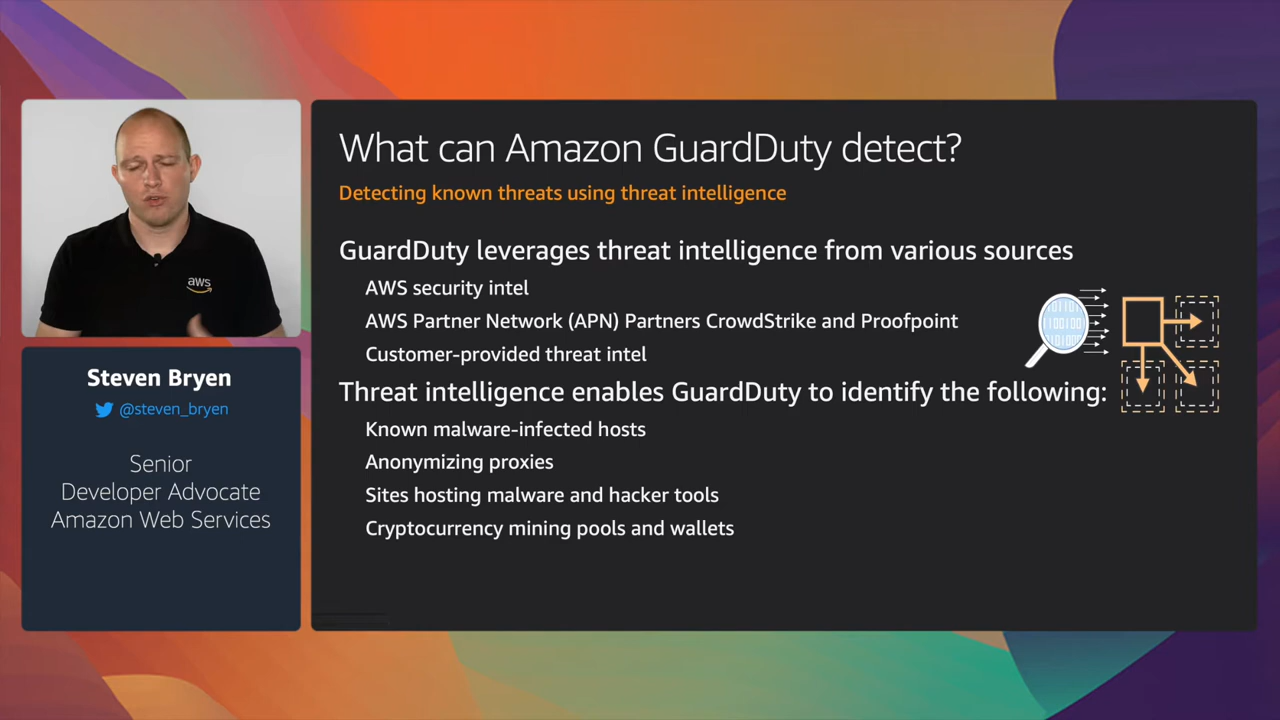 aws
Steven Bryen
@steven_bryen
Senior
Developer Advocate
Amazon Web Services
What can Amazon GuardDuty detect?
Detecting known threats using threat intelligence
GuardDuty leverages threat intelligence from various sources
AWS security intel
AWS Partner Network (APN) Partners CrowdStrike and Proofpoint
Customer-provided threat intel
Threat intelligence enables GuardDuty to identify the following:
Known malware-infected hosts
Anonymizing proxies
Sites hosting malware and hacker tools
Cryptocurrency mining pools and wallets